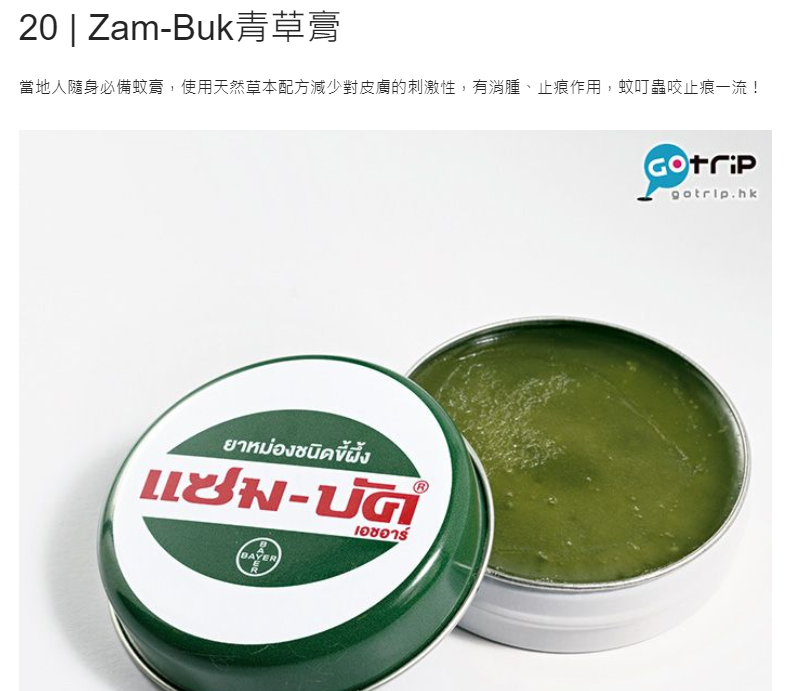 20 | Zam-Buk青草膏
當地人隨身必備蚊膏，使用天然草本配方減少對皮膚的刺激性，有消腫、止痕作用，蚊叮蟲咬止痕一流！
GOTRiP
gotrip.hk
ยาหม่องชนิดขี้ผึ้ง
แซม-บัค®
เอชอาร์
BAYER
BAYER